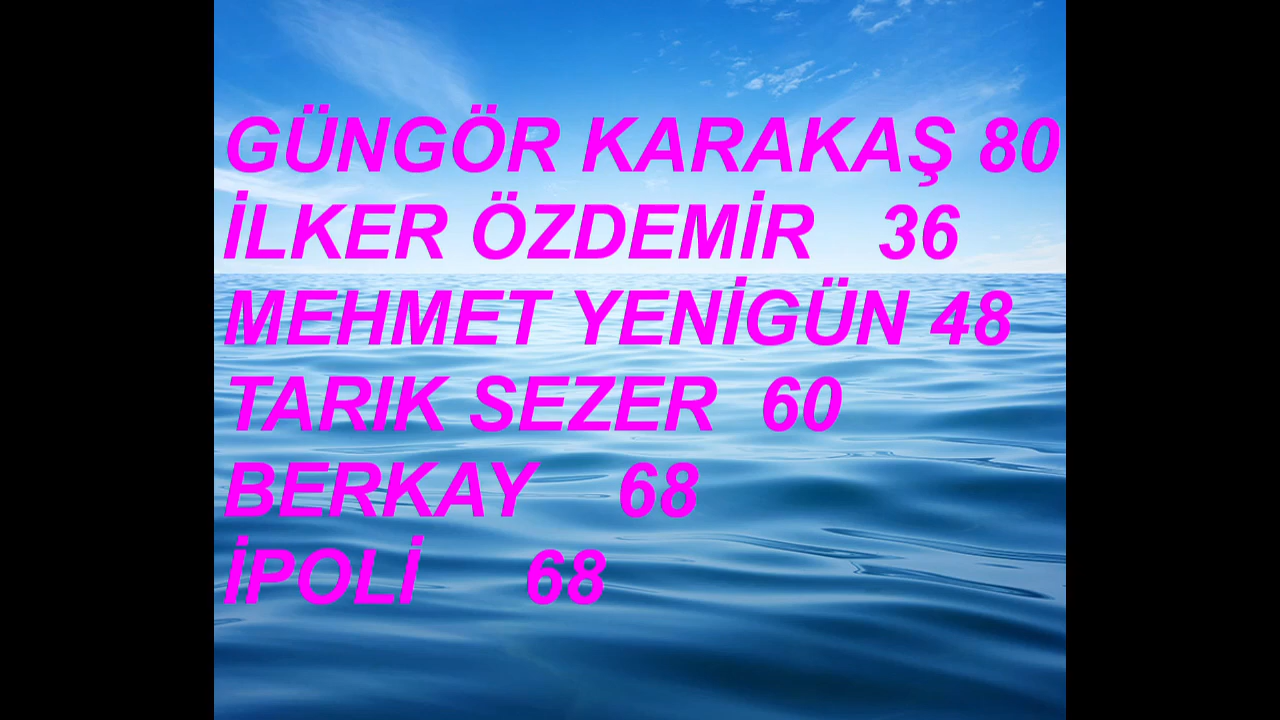 GÜNGÖR KARAKAŞ 80
İLKER ÖZDEMİR 36
MEHMET YENİGÜN 48
TARIK SEZER 60
BERKAY 68
İPOLİ 68